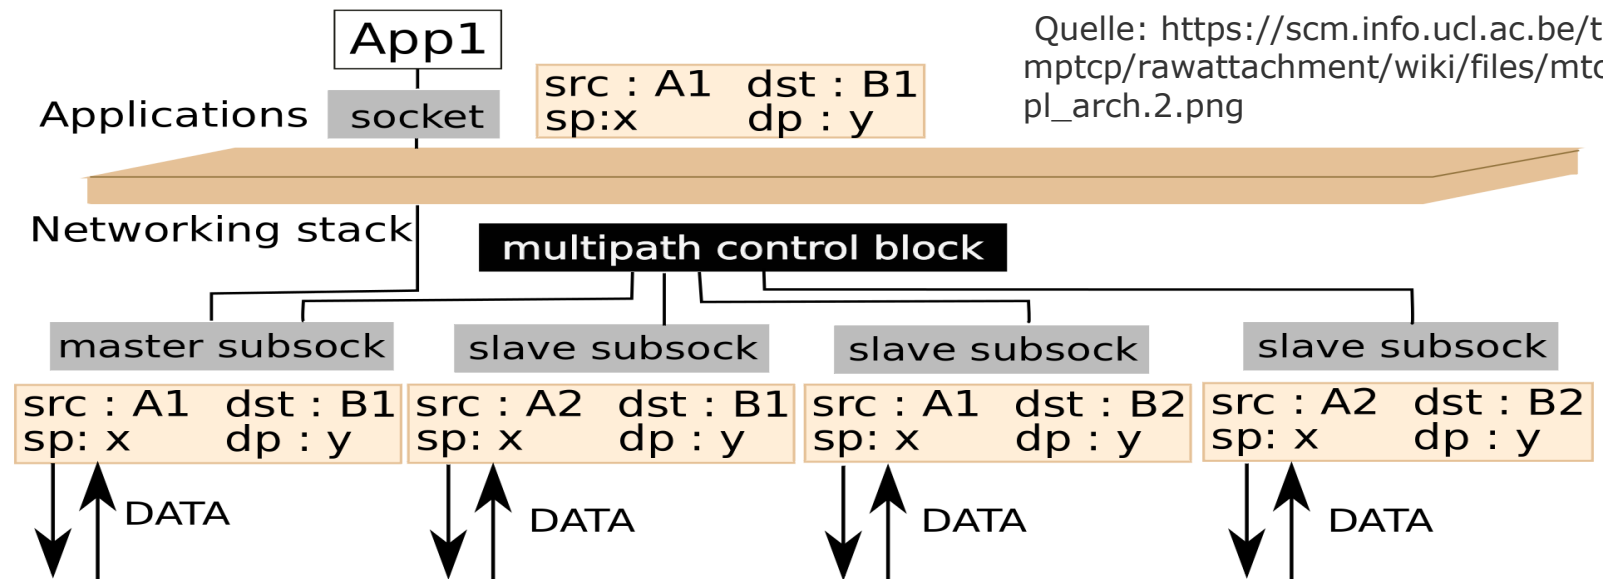 App1
Quelle: https://scm.info.ucl.ac.be/t
mptcp/rawattachment/wiki/files/mtc
pl_arch.2.png
src : A1 dst : B1
sp:x dp : y
Applications
socket
Networking stack
multipath control block
master subsock
slave subsock
slave subsock
slave subsock
src : A1 dst : B1
sp: x dp : y
src : A2 dst : B1
sp: x dp : y
src : A1 dst : B2
sp: x dp : y
src : A2 dst : B2
sp: x dp : y
DATA
DATA
DATA
DATA